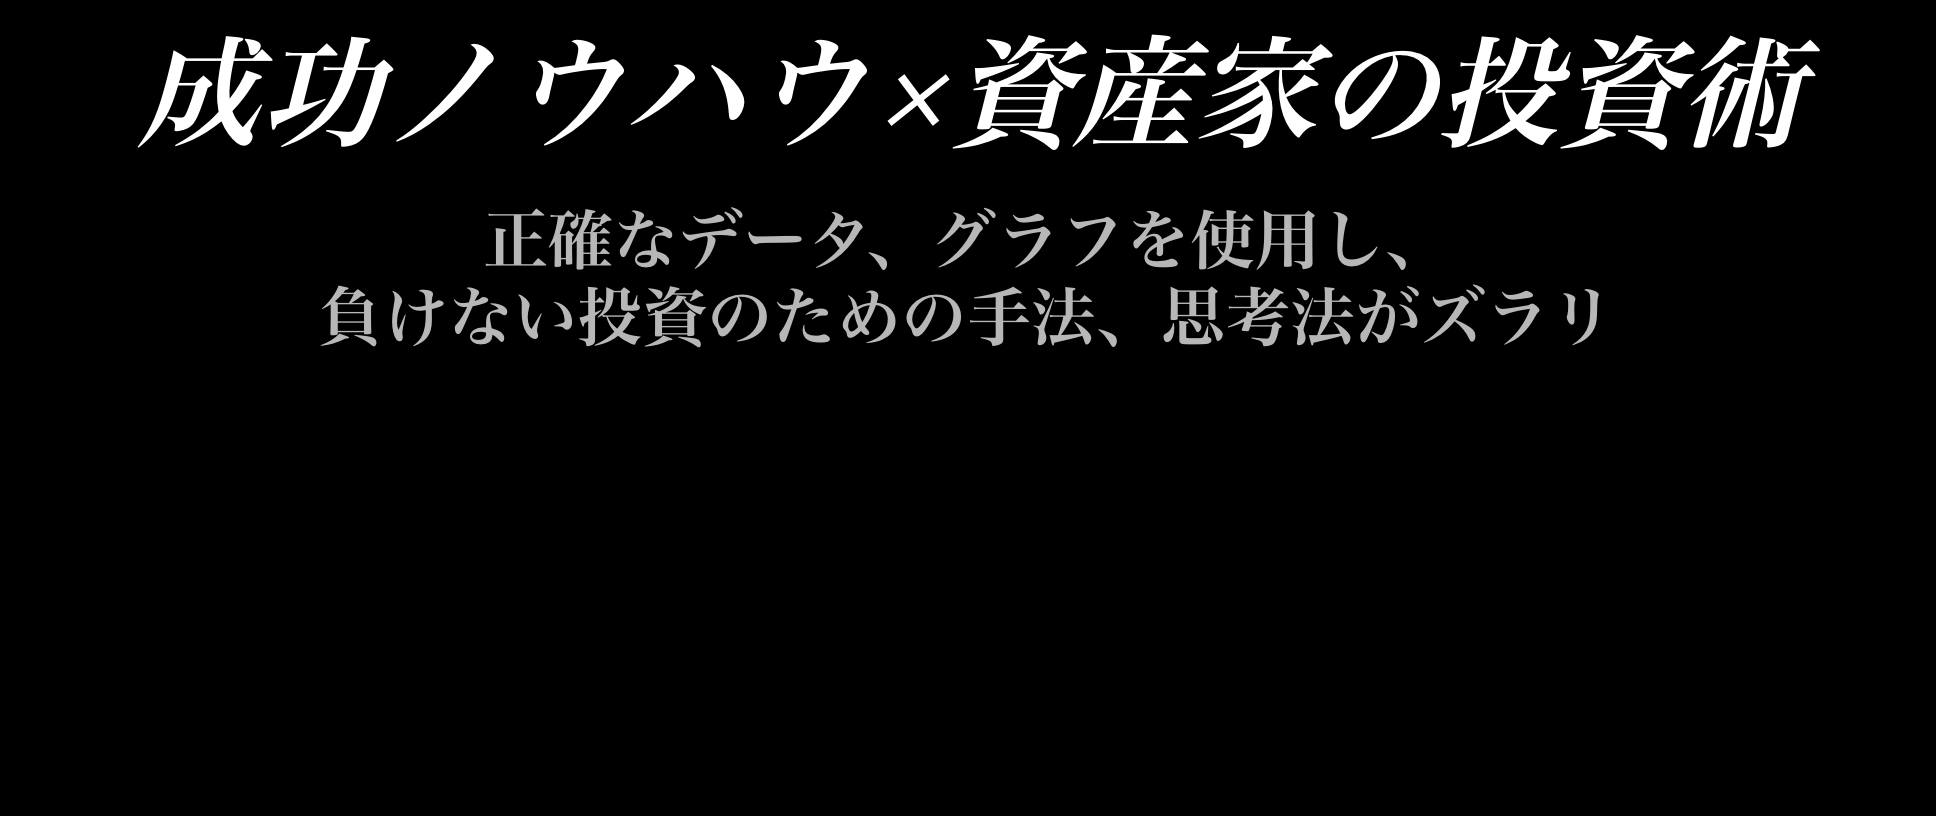 成功ノウハウ×資産家の投資術
正確なデータ、グラフを使用し、
負けない投資のための手法、思考法がズラリ